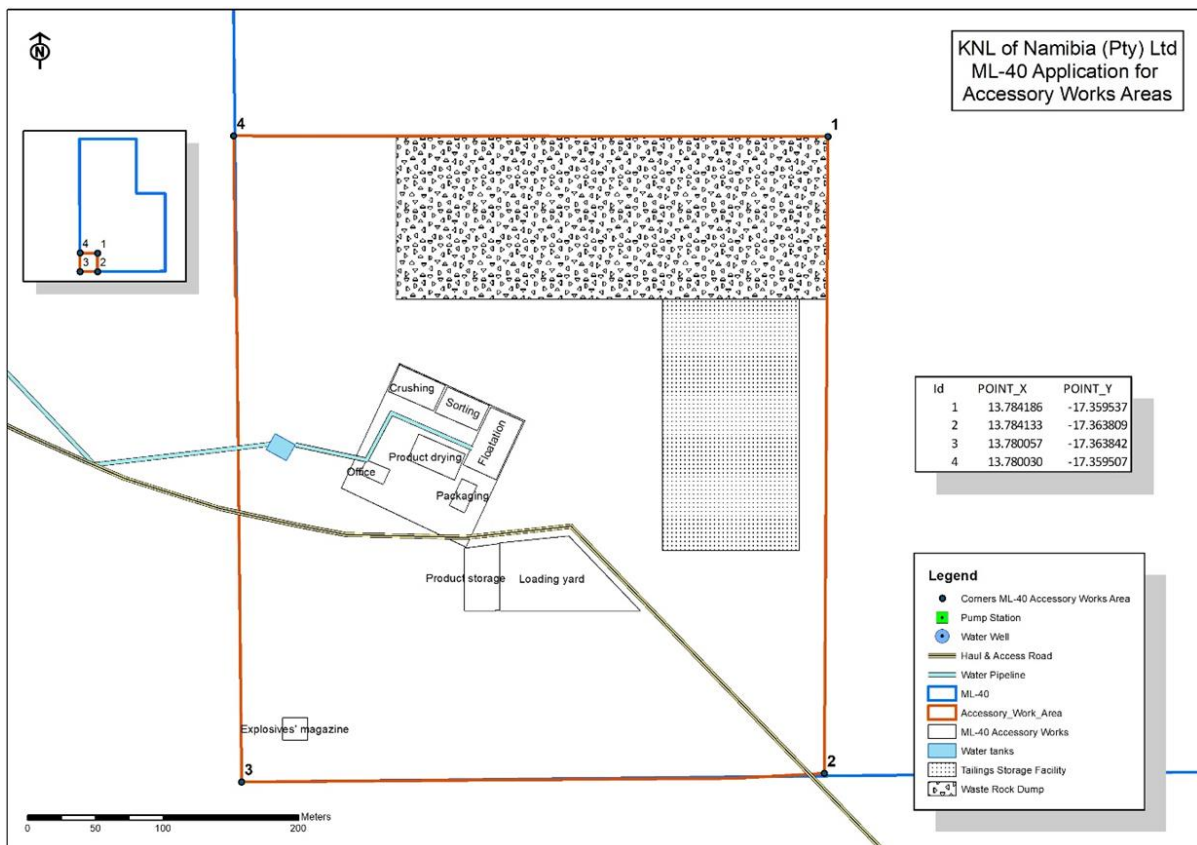 N
KNL of Namibia (Pty) Ltd
ML-40 Application for
Accessory Works Areas
4
1
4 1
3 2
Crushing
Sorting
Floatation
Product drying
Office
Packaging
Product storage Loading yard
Explosives' magazine
3
2
Id POINT_X POINT_Y
1 13.784186 -17.359537
2 13.784133 -17.363809
3 13.780057 -17.363842
4 13.780030 -17.359507
Legend
Corners ML-40 Accessory Works Area
Pump Station
Water Well
Haul & Access Road
Water Pipeline
ML-40
Accessory_Work_Area
ML-40 Accessory Works
Water tanks
Tailings Storage Facility
Waste Rock Dump
Meters
0 50 100 200